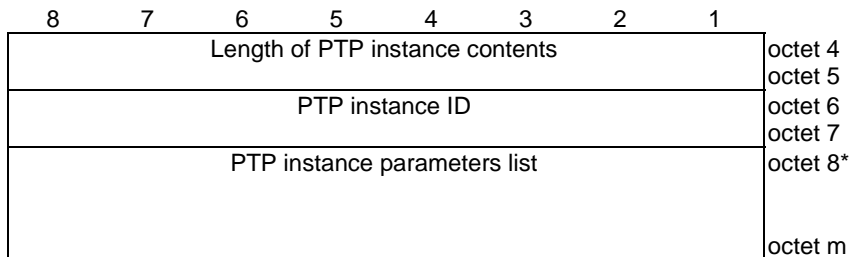 8 7 6 5 4 3 2 1
Length of PTP instance contents octet 4
octet 5
PTP instance ID octet 6
octet 7
PTP instance parameters list octet 8*
octet m